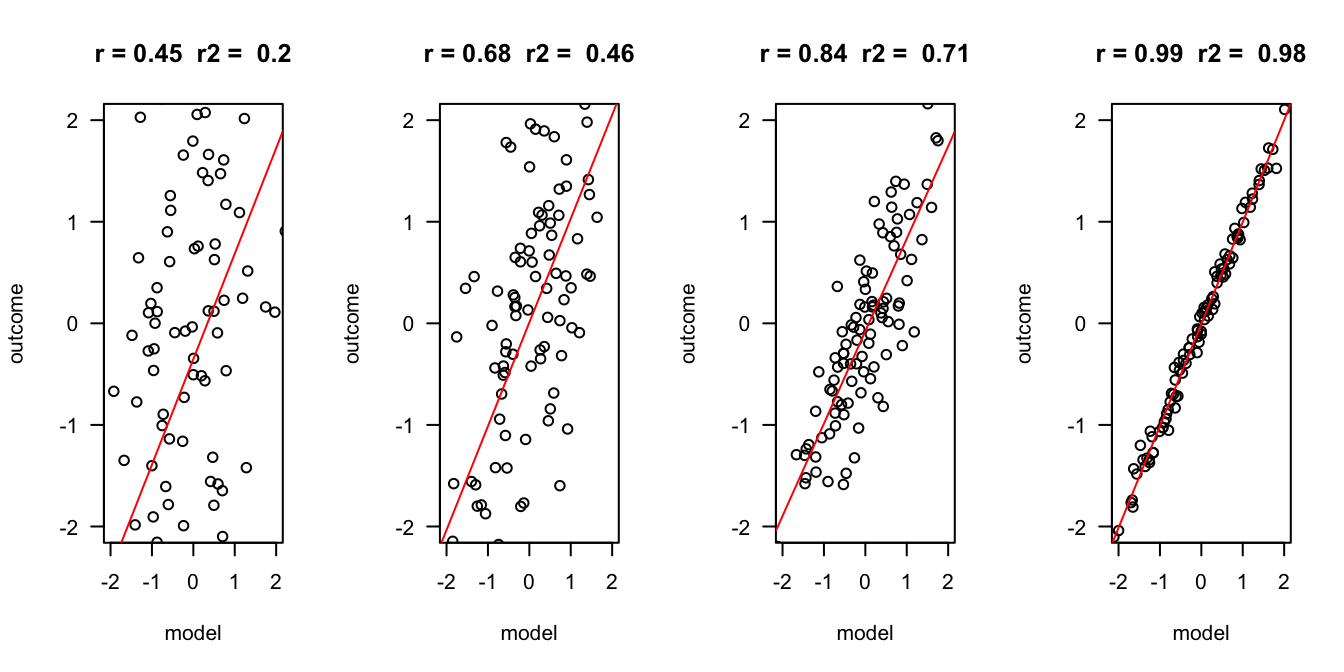 r = 0.45  r2 =  0.2
outcome
2
1
0
-1
-2
-2 -1 0 1 2
model
r = 0.68  r2 =  0.46
outcome
2
1
0
-1
-2
-2 -1 0 1 2
model
r = 0.84  r2 =  0.71
outcome
2
1
0
-1
-2
-2 -1 0 1 2
model
r = 0.99  r2 =  0.98
outcome
2
1
0
-1
-2
-2 -1 0 1 2
model